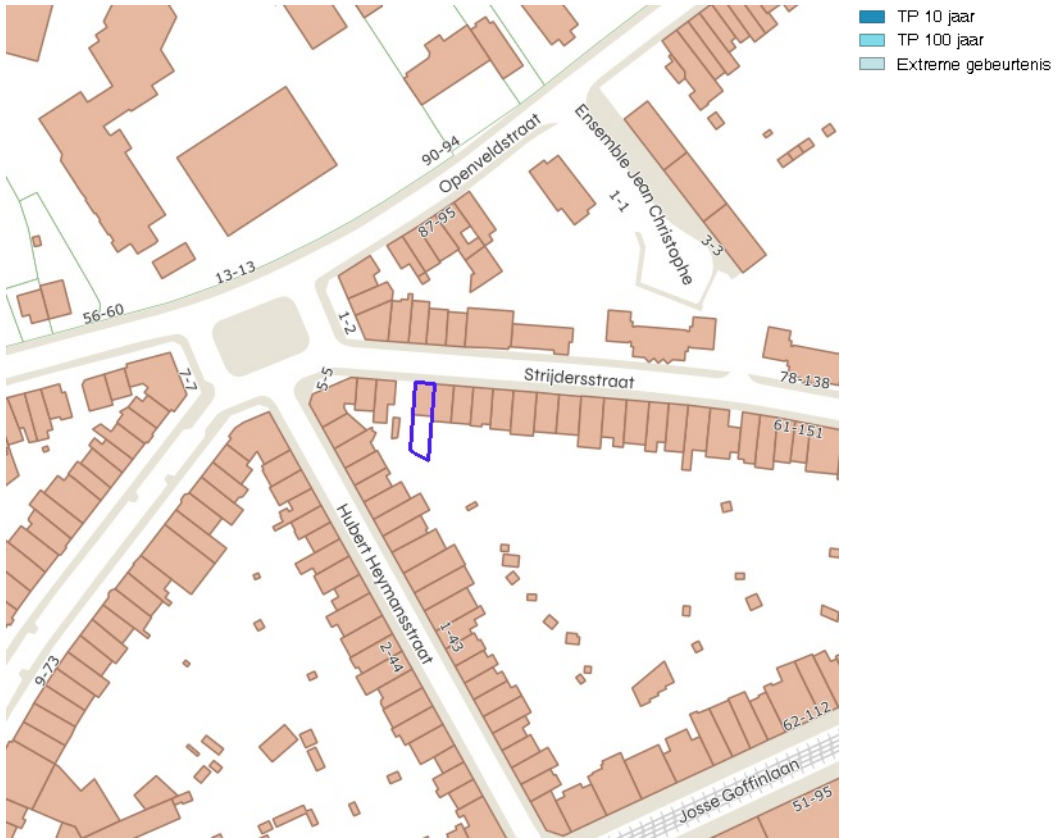 TP 10 jaar
TP 100 jaar
Extreme gebeurtenis
Ensemble Jean Christophe
90-94
Openveldstraat
1-1
87-95
3-3
13-13
56-60
1-2
7-7
5-5
Strijdersstraat
78-138
61-151
Hubert Heymansstraat
1-43
2-44
9-73
62-112
Josse Goffinlaan
51-95